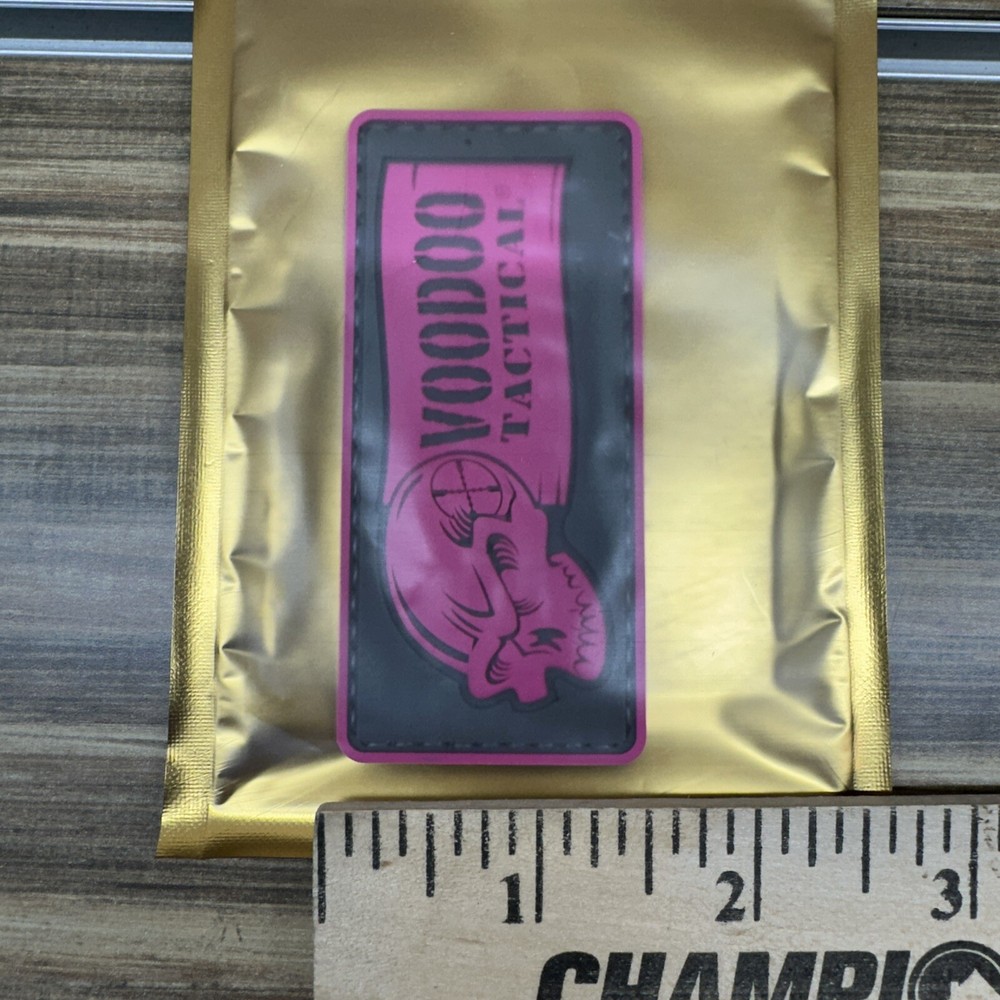 VOODOO
TACTICAL
1 2 3
CHAMPI